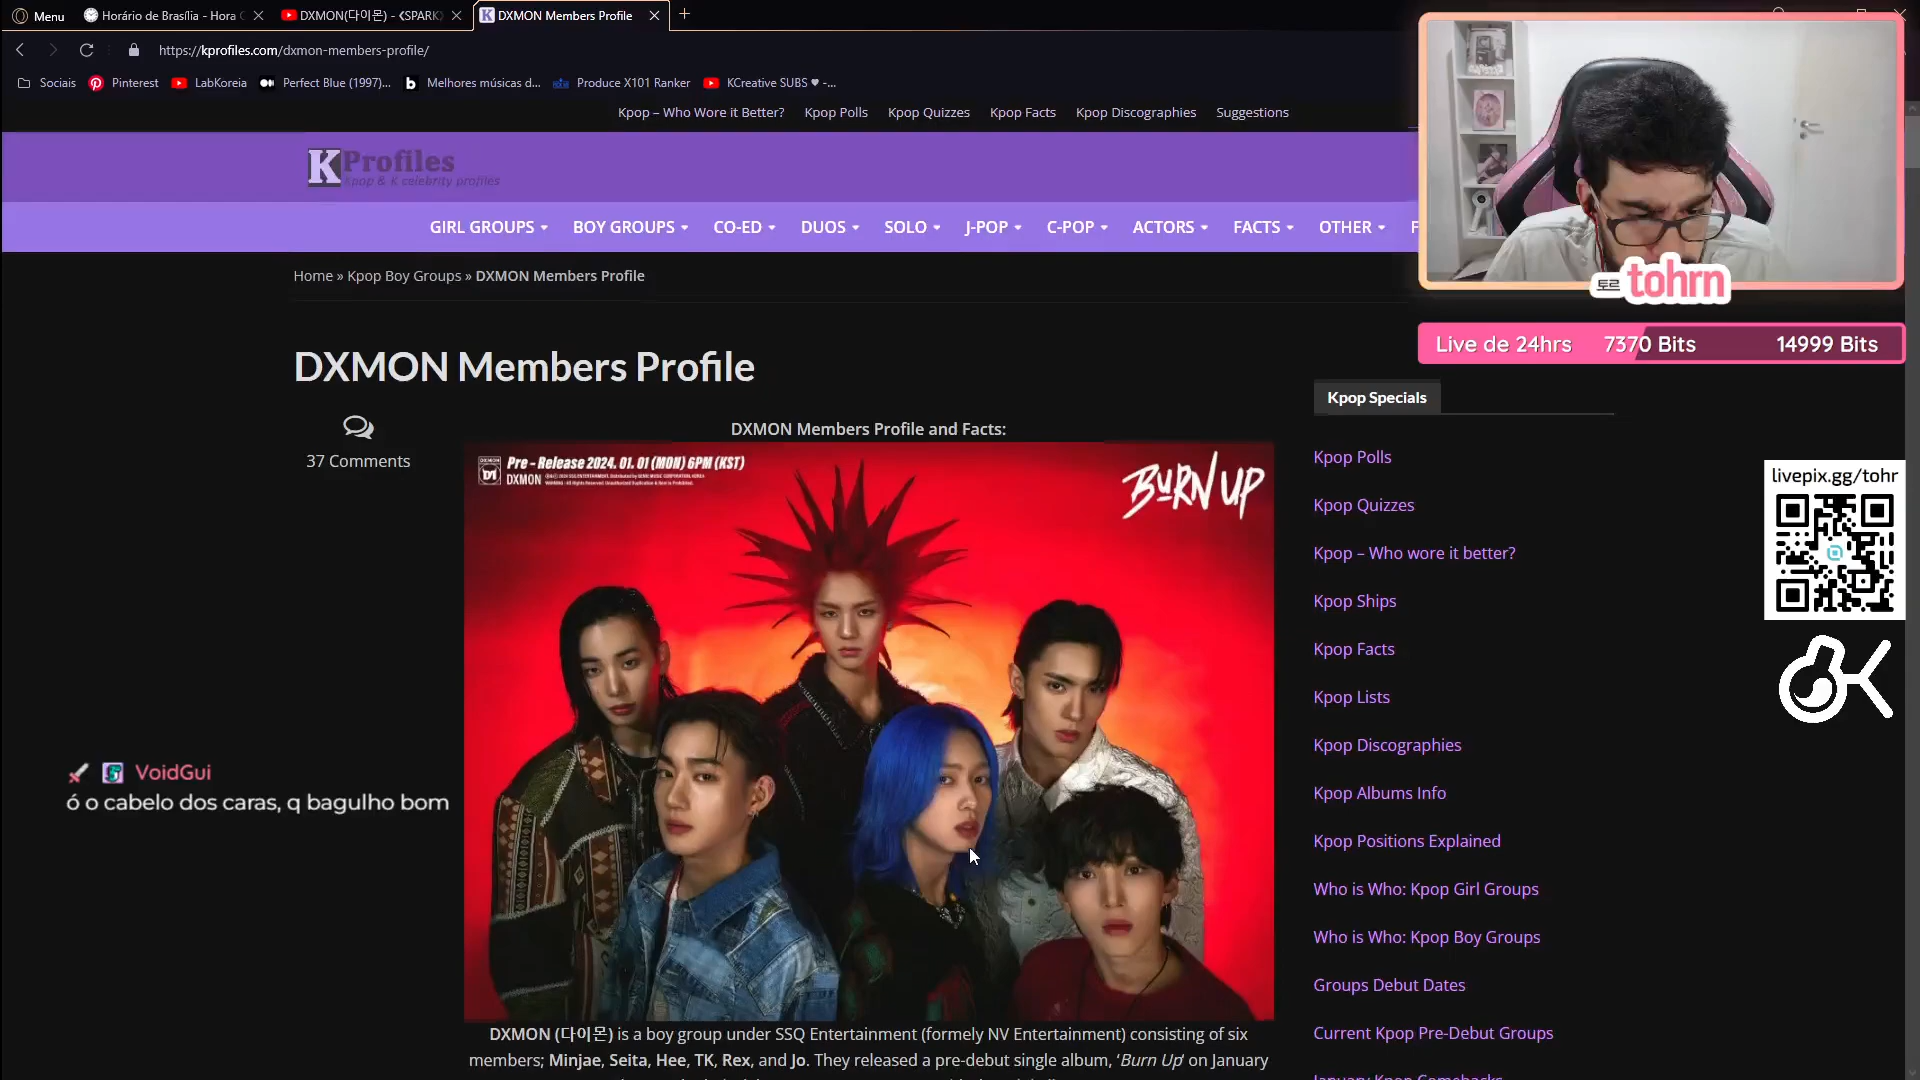 Menu
Horário de Brasília - Hora
DXMON(다이몬) - 《SPARK
DXMON Members Profile
https://kprofiles.com/dxmon-members-profile/
Sociais
Pinterest
LabKoreia
Perfect Blue (1997)...
Melhores músicas d...
Produce X101 Ranker
KCreative SUBS ♥ -...
Kpop – Who Wore it Better?
Kpop Polls
Kpop Quizzes
Kpop Facts
Kpop Discographies
Suggestions
KProfiles
kpop & K celebrity profiles
GIRL GROUPS
BOY GROUPS
CO-ED
DUOS
SOLO
J-POP
C-POP
ACTORS
FACTS
OTHER
F
토르 tohrn
Live de 24hrs 7370 Bits 14999 Bits
Home » Kpop Boy Groups » DXMON Members Profile
DXMON Members Profile
37 Comments
DXMON Members Profile and Facts:
Pre - Release 2024. 01. 01 (MON) 6PM (KST)
DXMON
BURN UP
VoidGui
ó o cabelo dos caras, q bagulho bom
DXMON (다이몬) is a boy group under SSQ Entertainment (formely NV Entertainment) consisting of six
members; Minjae, Seita, Hee, TK, Rex, and Jo. They released a pre-debut single album, 'Burn Up' on January
Kpop Specials
Kpop Polls
Kpop Quizzes
Kpop – Who wore it better?
Kpop Ships
Kpop Facts
Kpop Lists
Kpop Discographies
Kpop Albums Info
Kpop Positions Explained
Who is Who: Kpop Girl Groups
Who is Who: Kpop Boy Groups
Groups Debut Dates
Current Kpop Pre-Debut Groups
January Kpop Comebacks
livepix.gg/tohr